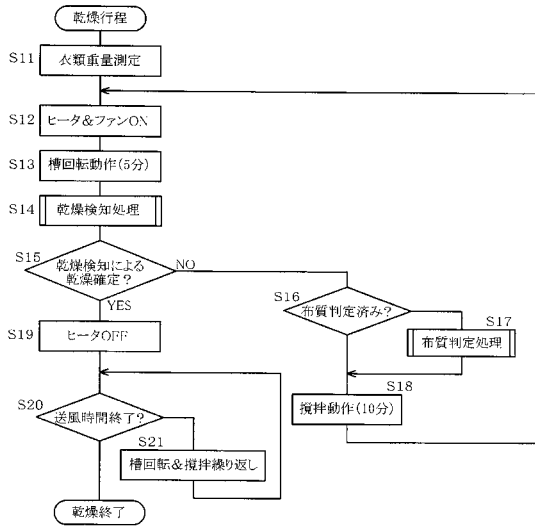 乾燥行程
S11
衣類重量測定
S12
ヒータ&ファンON
S13
槽回転動作(5分)
S14
乾燥検知処理
S15
乾燥検知による
乾燥確定?
NO
YES
S16
布質判定済み?
S17
布質判定処理
S18
撹拌動作(10分)
S19
ヒータOFF
S20
送風時間終了?
S21
槽回転&撹拌繰り返し
乾燥終了